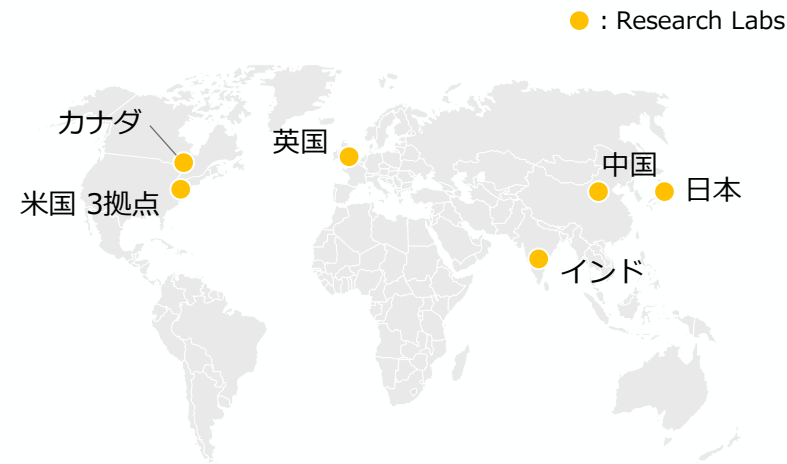 : Research Labs
カナダ
英国
中国
米国 3拠点
日本
インド